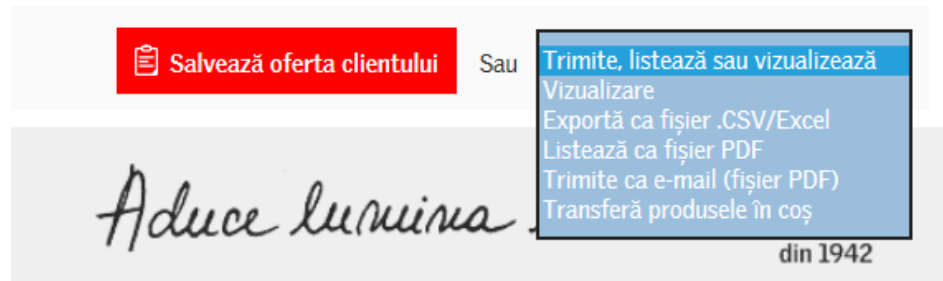 Salvează oferta clientului
Sau
Trimite, listează sau vizualizează
Vizualizare
Exportă ca fișier .CSV/Excel
Listează ca fișier PDF
Trimite ca e-mail (fișier PDF)
Transferă produsele în coș
Aduce lumina
din 1942